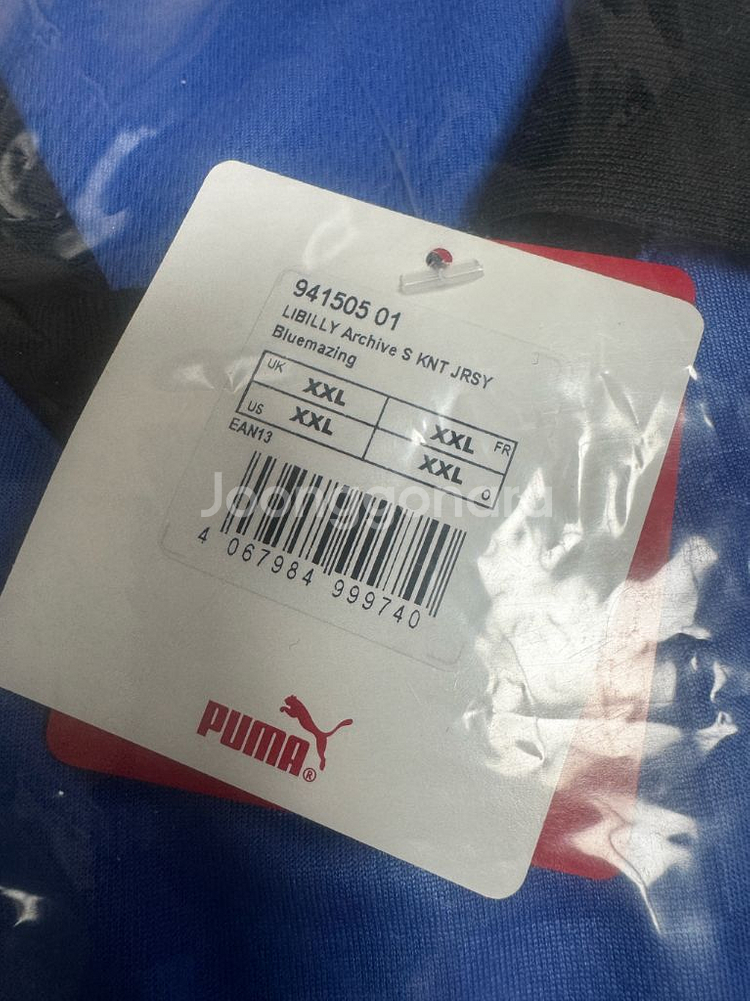 941505 01
LIBILLY Archive S KNT JRSY
Bluemazing
UK XXL XXL FR
US XXL XXL
EAN13
Joonggonara
4 067984 999740
PUMA®